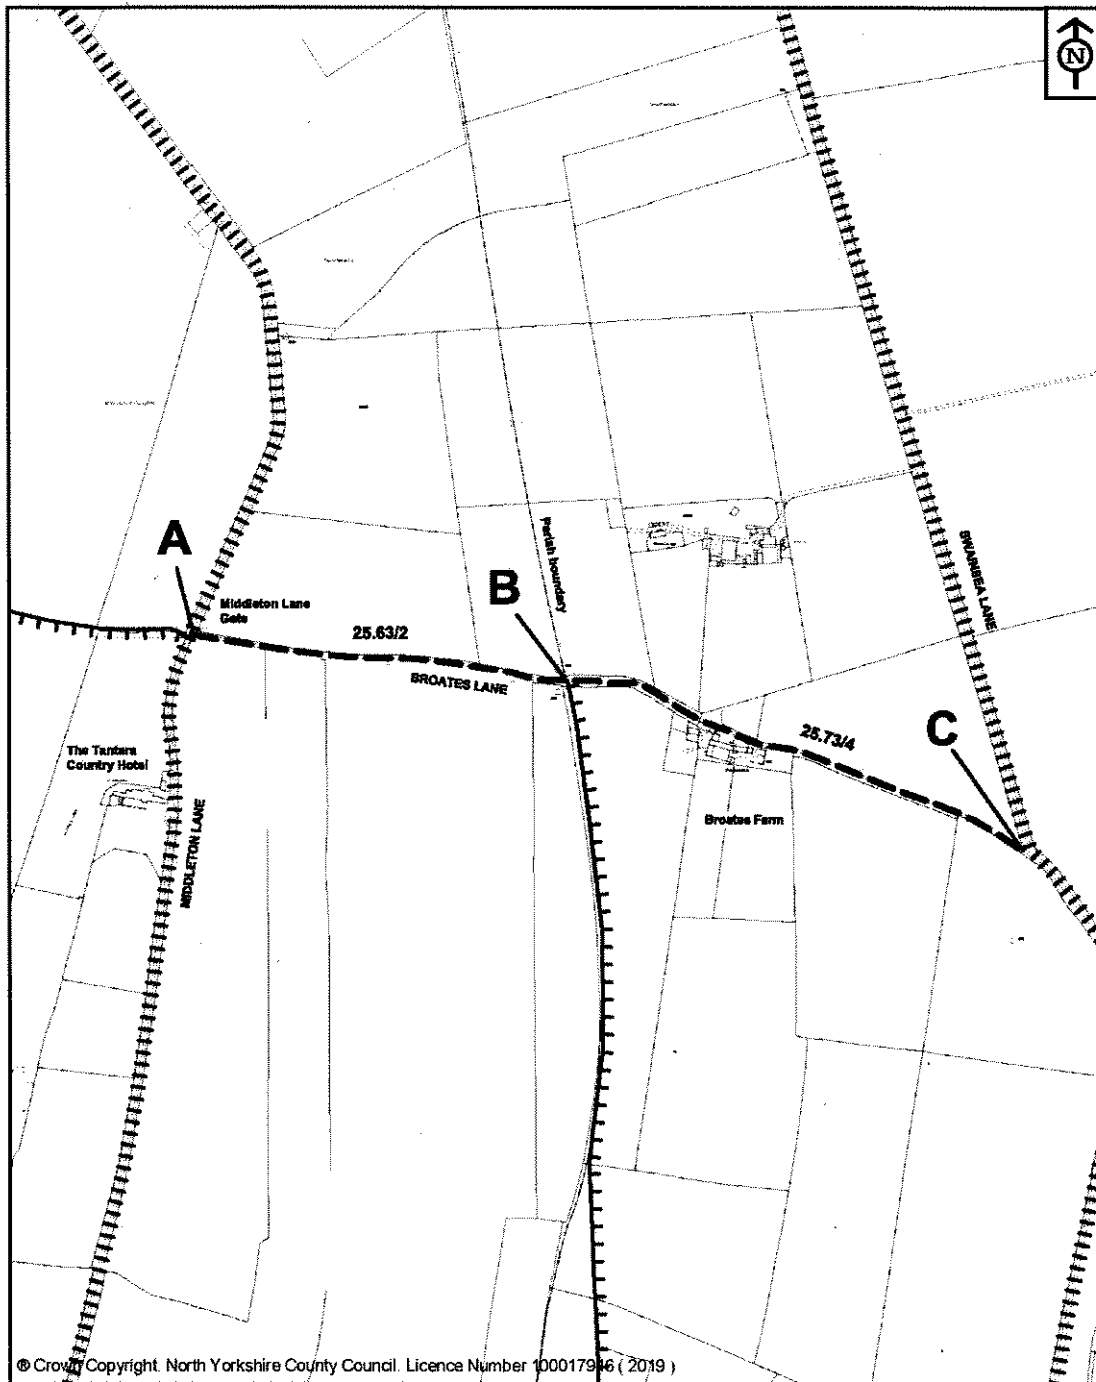 N
SWAINSEA LANE
Parish boundary
A
B
Middleton Lane
Gate
25.63/2
BROATES LANE
25.73/4
C
The Tantara
Country Hotel
MIDDLETON LANE
Broates Farm
© Crown Copyright. North Yorkshire County Council. Licence Number 100017946 ( 2019 )